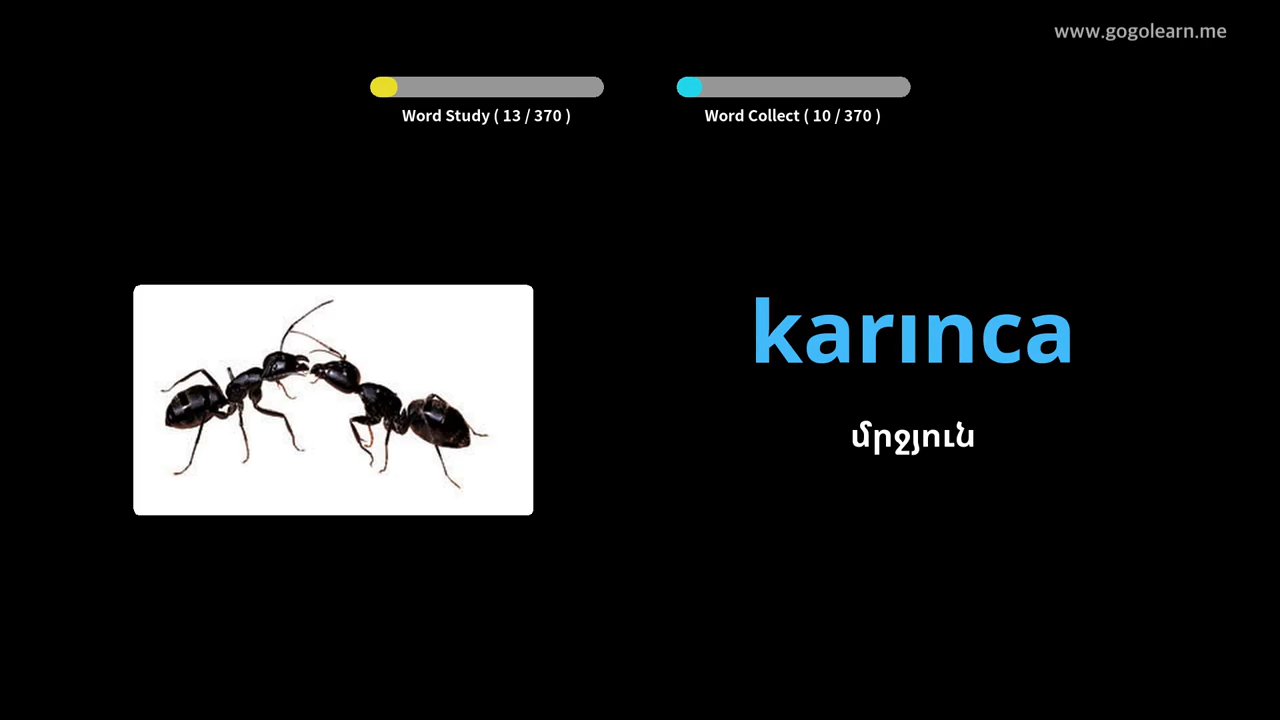 www.gogolearn.me
Word Study ( 13 / 370 )
Word Collect ( 10 / 370 )
karınca
մրջյուն